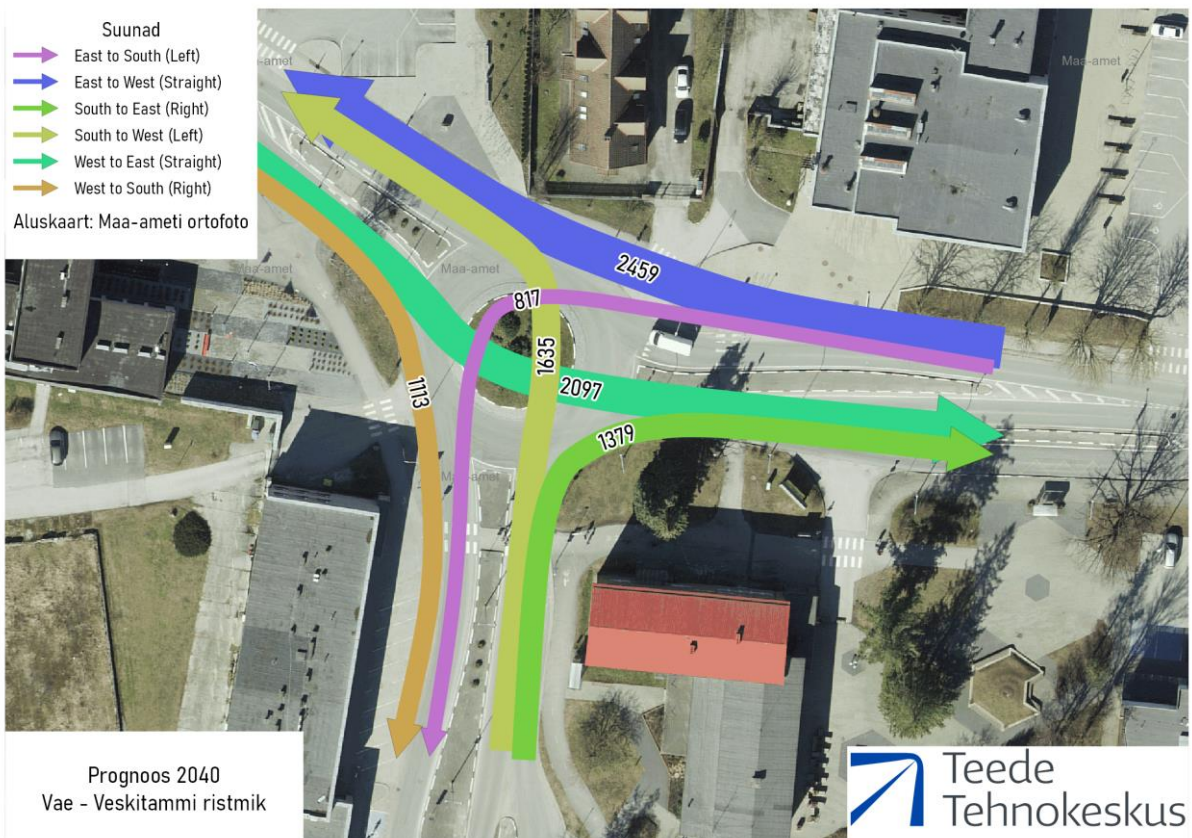 Suunad
East to South (Left)
East to West (Straight)
South to East (Right)
South to West (Left)
West to East (Straight)
West to South (Right)
Aluskaart: Maa-ameti ortofoto
Maa-amet
Maa-amet
Maa-amet
Maa-amet
2459
817
1635
2097
1113
1379
Maa-amet
Prognoos 2040
Vae - Veskitammi ristmik
Teede
Tehnokeskus